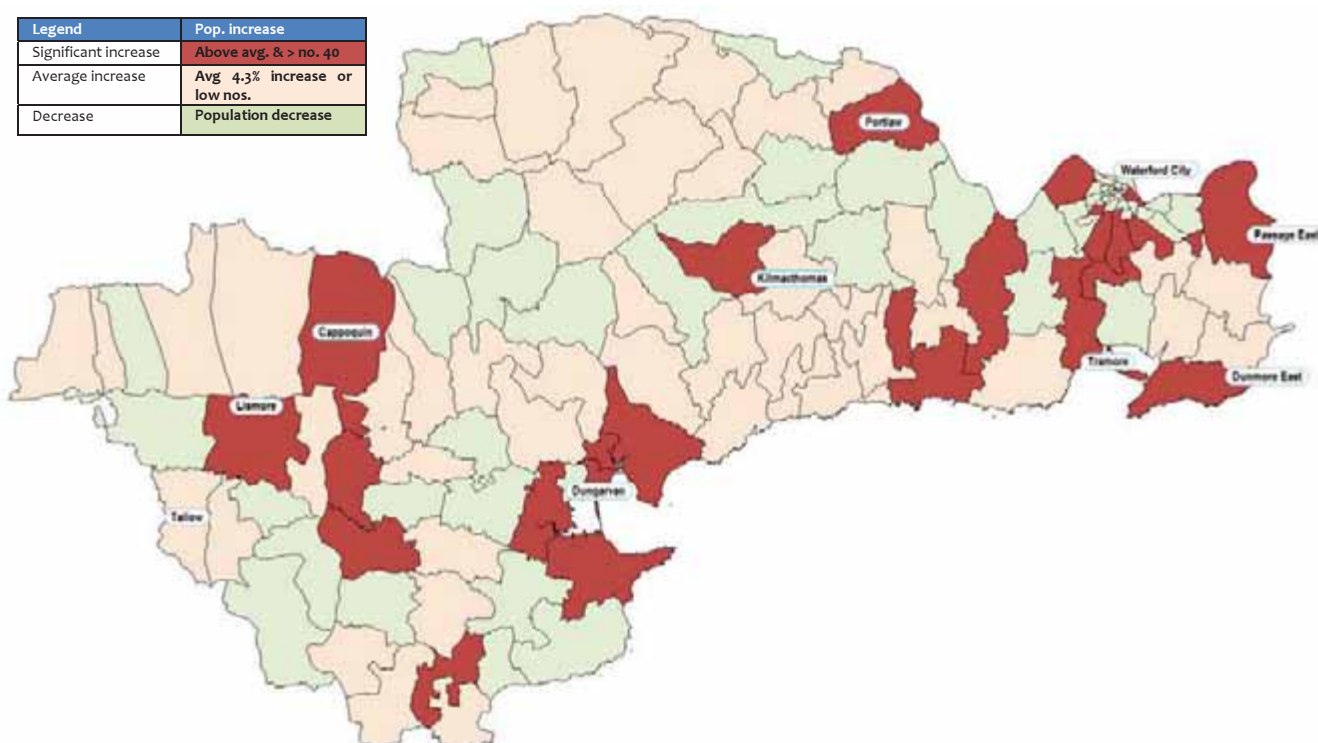 Legend Pop. increase
Significant increase Above avg. & > no. 40
Average increase Avg 4.3% increase or
low nos.
Decrease Population decrease
Portlaw
Waterford City
Passage East
Kilmacthomas
Cappoquin
Tramore
Dunmore East
Lismore
Dungarvan
Tallow